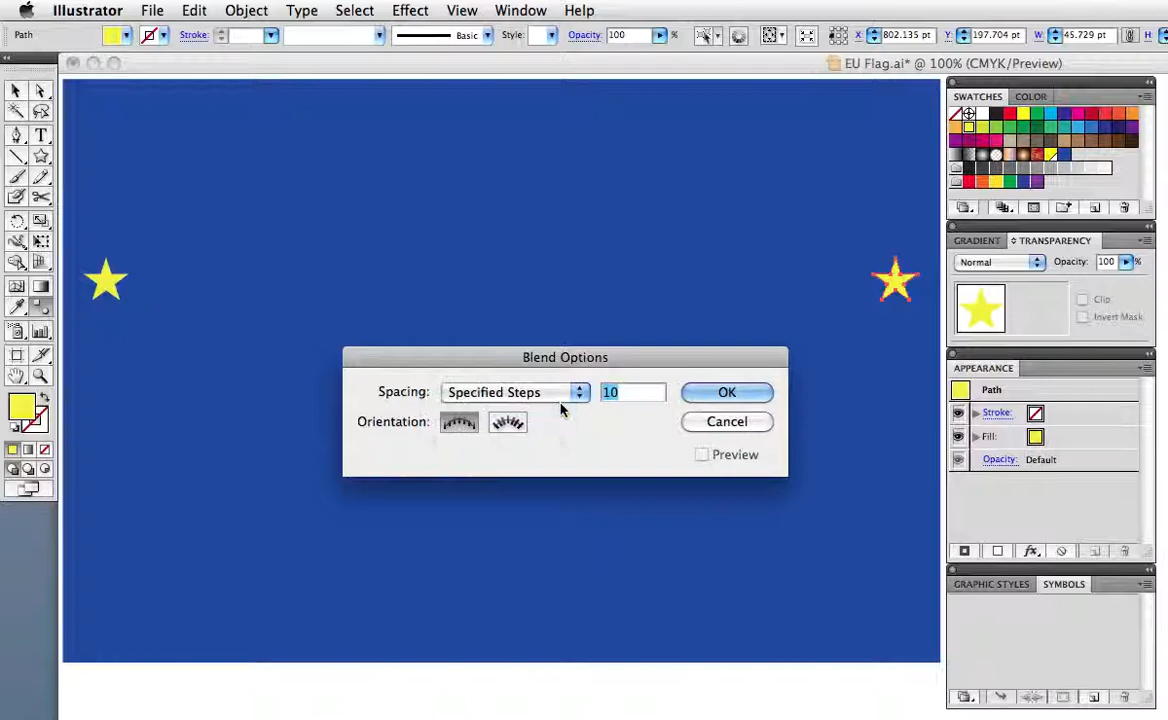 Illustrator File Edit Object Type Select Effect View Window Help
Path Stroke: Basic Style: Opacity: 100 % X: 802.135 pt Y: 197.704 pt W: 45.729 pt H:
EU Flag.ai* @ 100% (CMYK/Preview)
SWATCHES COLOR
GRADIENT TRANSPARENCY
Normal Opacity: 100 %
Clip
Invert Mask
Blend Options
Spacing: Specified Steps 10 OK
Orientation: Cancel
Preview
APPEARANCE
Path
Stroke:
Fill:
Opacity: Default
fx
GRAPHIC STYLES SYMBOLS